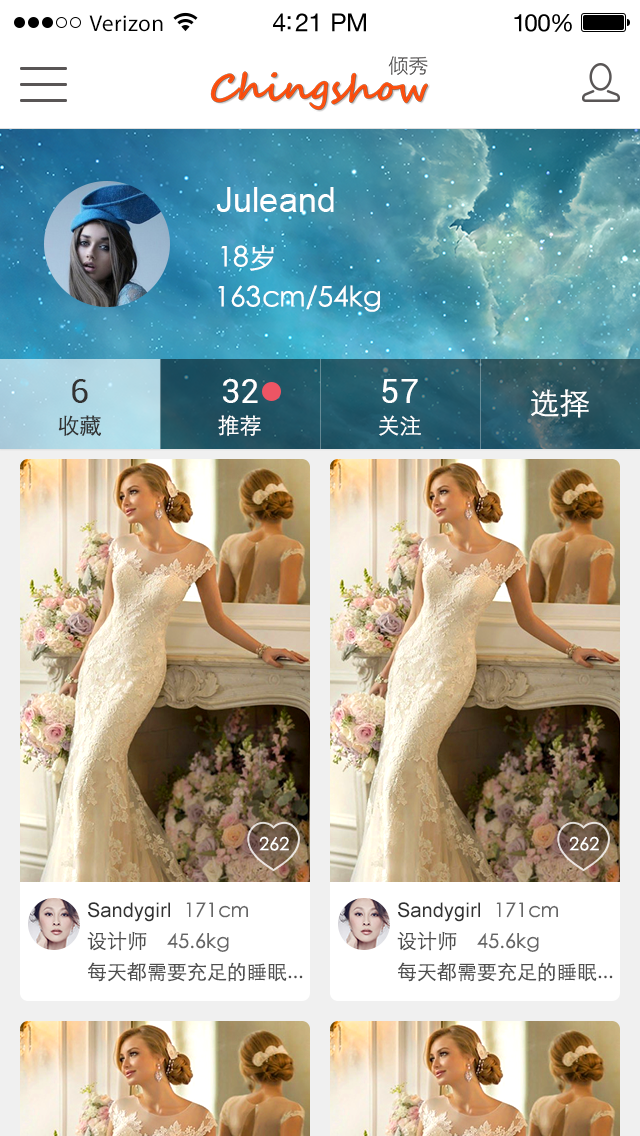 Verizon 4:21 PM 100%
倾秀
Chingshow
Juleand
18岁
163cm/54kg
6 32 57 选择
收藏 推荐 关注
262 262
Sandygirl 171cm Sandygirl 171cm
设计师 45.6kg 设计师 45.6kg
每天都需要充足的睡眠... 每天都需要充足的睡眠...